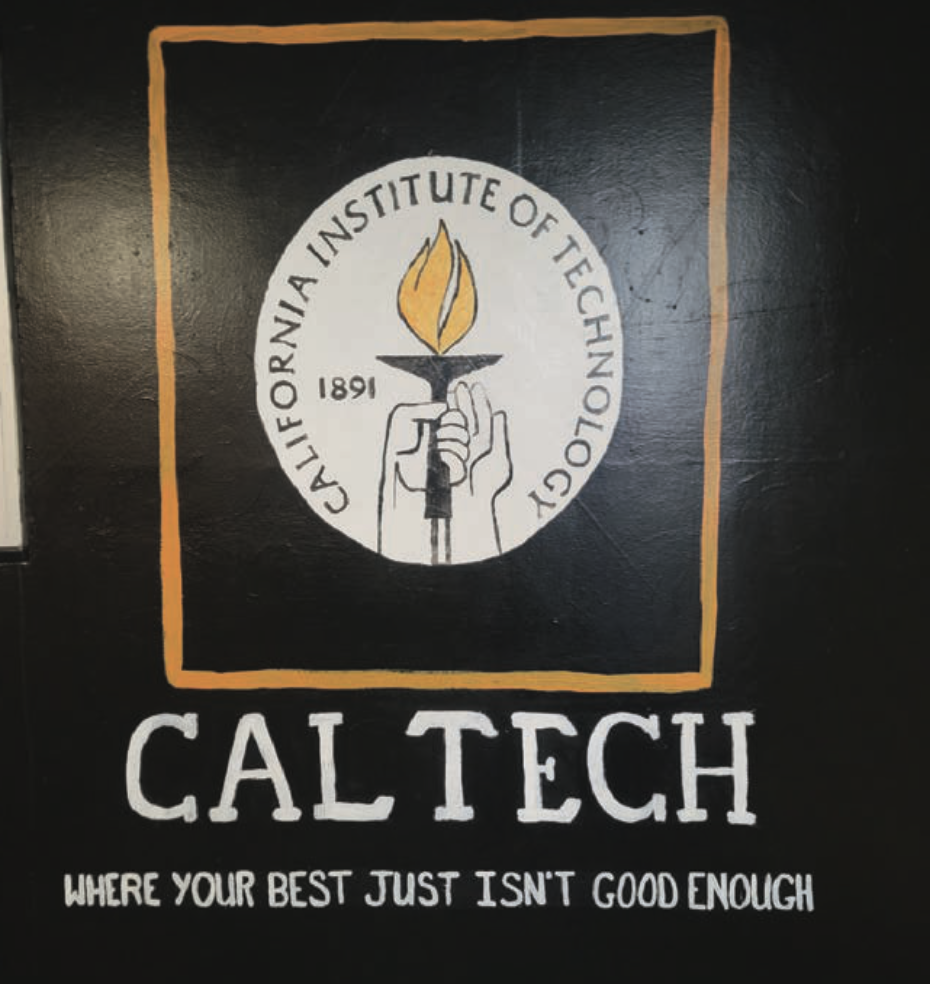 CALIFORNIA INSTITUTE OF TECHNOLOGY
1891
CALTECH
WHERE YOUR BEST JUST ISN'T GOOD ENOUGH